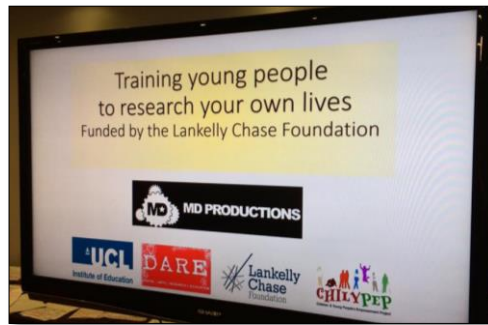 Training young people
to research your own lives
Funded by the Lankelly Chase Foundation
MD
MD PRODUCTIONS
UCL
Institute of Education
DARE
Lankelly
Chase
Foundation
CHILYPEP